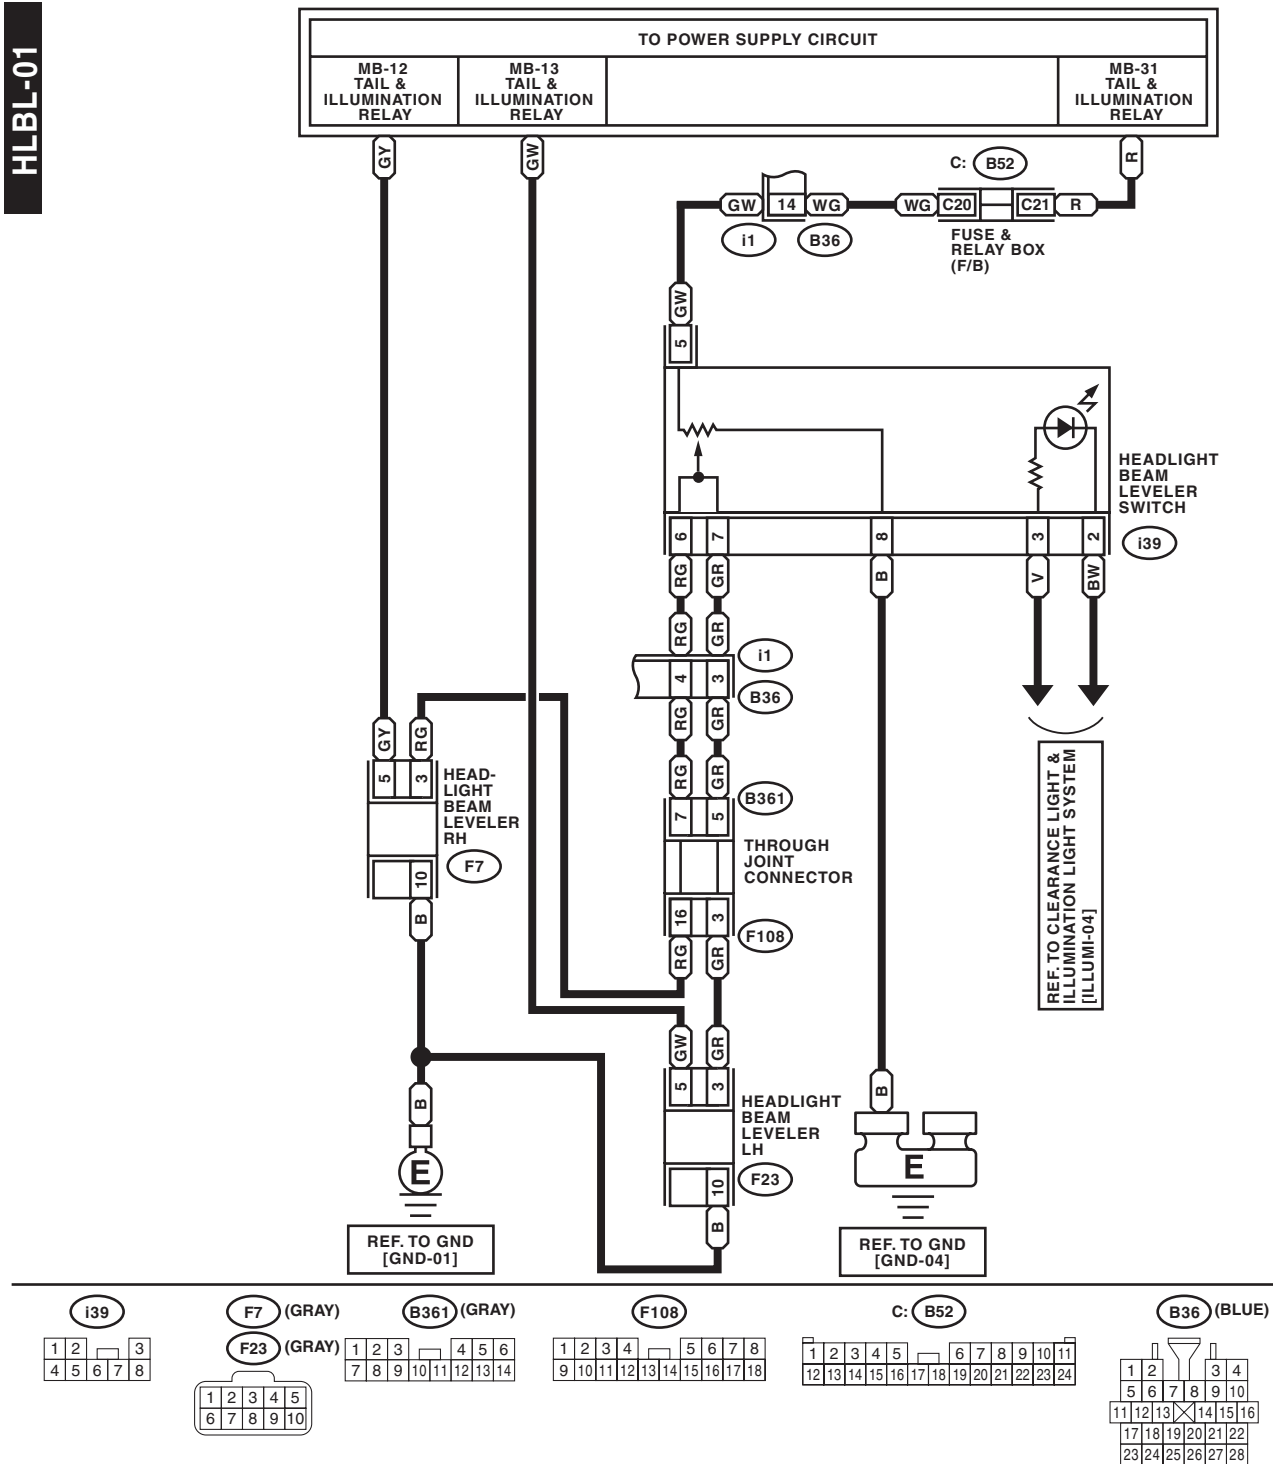 HLBL-01
TO POWER SUPPLY CIRCUIT
MB-12
TAIL &
ILLUMINATION
RELAY
MB-13
TAIL &
ILLUMINATION
RELAY
MB-31
TAIL &
ILLUMINATION
RELAY
GY
GW
R
C: B52
GW 14 WG
WG C20 C21 R
i1 B36
FUSE &
RELAY BOX
(F/B)
GW
5
HEADLIGHT
BEAM
LEVELER
SWITCH
i39
6 7 8 3 2
RG GR B V BW
RG GR
i1
4 3
B36
RG GR
RG GR
B361
7 5
THROUGH
JOINT
CONNECTOR
16 3
F108
RG GR
GY RG
5 3
HEAD-
LIGHT
BEAM
LEVELER
RH
F7
10
B
REF. TO CLEARANCE LIGHT &
ILLUMINATION LIGHT SYSTEM
[ILLUMI-04]
GW GR
5 3
HEADLIGHT
BEAM
LEVELER
LH
F23
10
B
B
E
REF. TO GND
[GND-01]
B
E
REF. TO GND
[GND-04]
i39
1 2 3
4 5 6 7 8
F7 (GRAY)
F23 (GRAY)
1 2 3 4 5
6 7 8 9 10
B361 (GRAY)
1 2 3 4 5 6
7 8 9 10 11 12 13 14
F108
1 2 3 4 5 6 7 8
9 10 11 12 13 14 15 16 17 18
C: B52
1 2 3 4 5 6 7 8 9 10 11
12 13 14 15 16 17 18 19 20 21 22 23 24
B36 (BLUE)
1 2 3 4
5 6 7 8 9 10
11 12 13 14 15 16
17 18 19 20 21 22
23 24 25 26 27 28